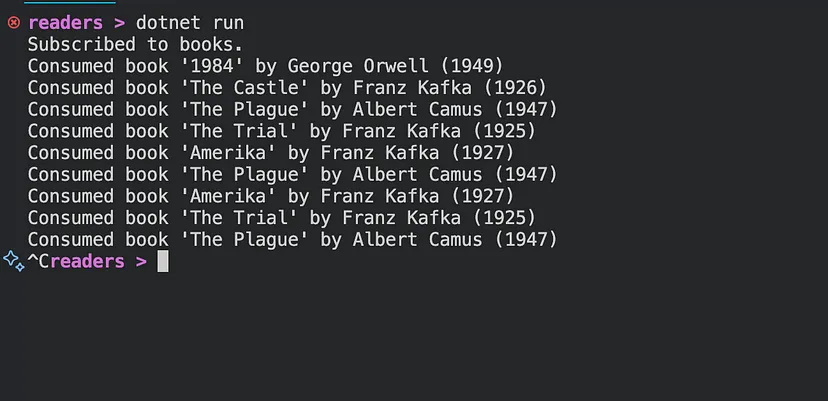 readers > dotnet run
Subscribed to books.
Consumed book '1984' by George Orwell (1949)
Consumed book 'The Castle' by Franz Kafka (1926)
Consumed book 'The Plague' by Albert Camus (1947)
Consumed book 'The Trial' by Franz Kafka (1925)
Consumed book 'Amerika' by Franz Kafka (1927)
Consumed book 'The Plague' by Albert Camus (1947)
Consumed book 'Amerika' by Franz Kafka (1927)
Consumed book 'The Trial' by Franz Kafka (1925)
Consumed book 'The Plague' by Albert Camus (1947)
^Creaders >